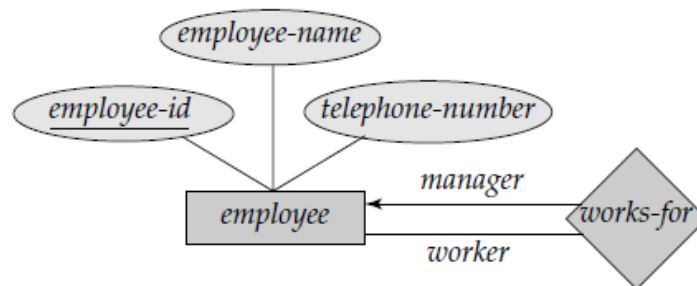 employee-name
employee-id
telephone-number
manager
employee
works-for
worker